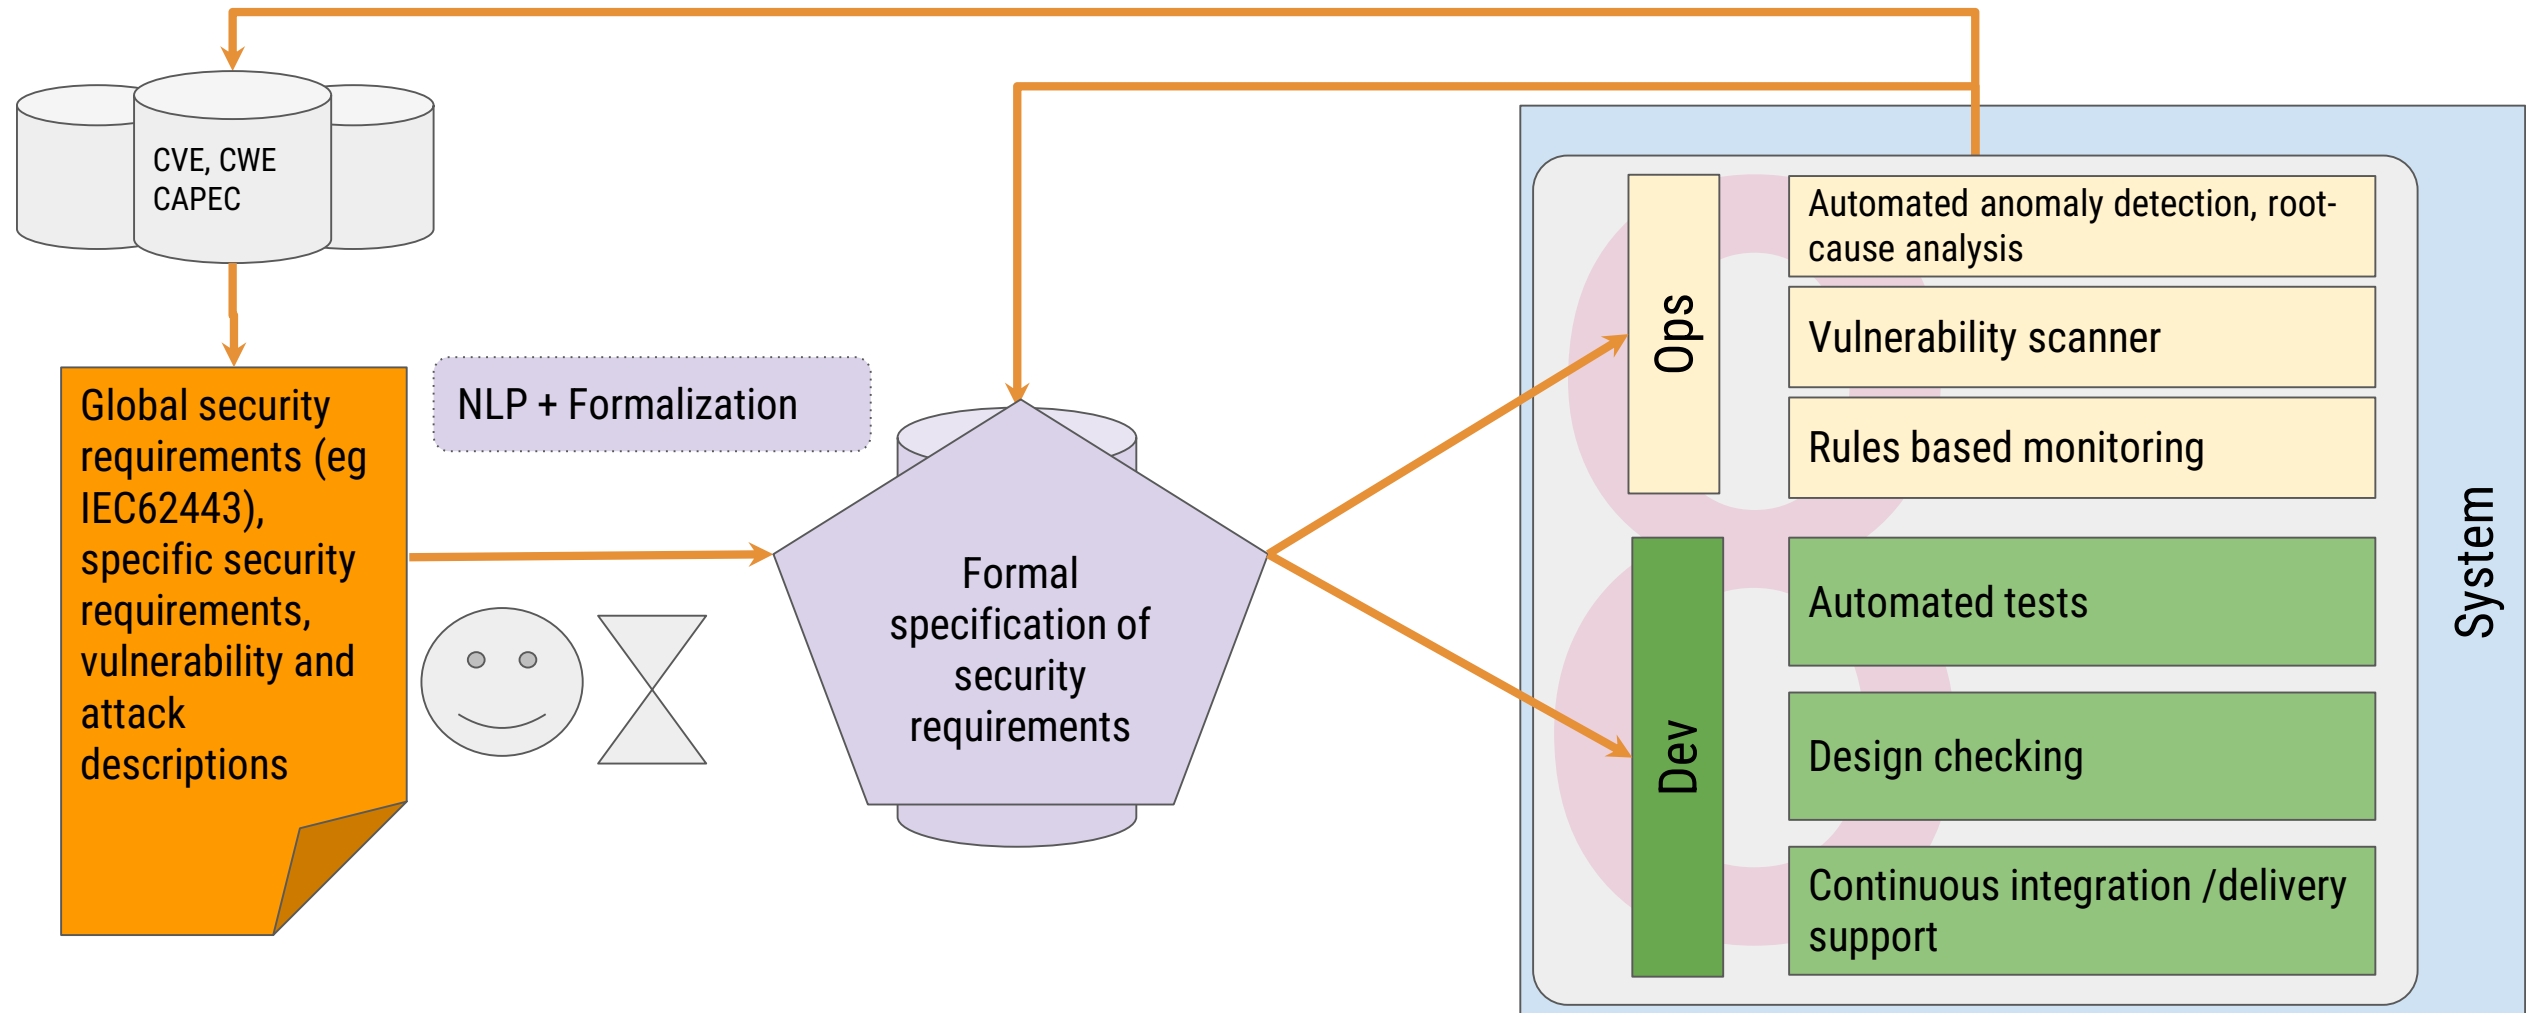 CVE, CWE
CAPEC
Global security
requirements (eg
IEC62443),
specific security
requirements,
vulnerability and
attack
descriptions
NLP + Formalization
Formal
specification of
security
requirements
Ops
Automated anomaly detection, root-
cause analysis
Vulnerability scanner
Rules based monitoring
Dev
Automated tests
Design checking
Continuous integration /delivery
support
System